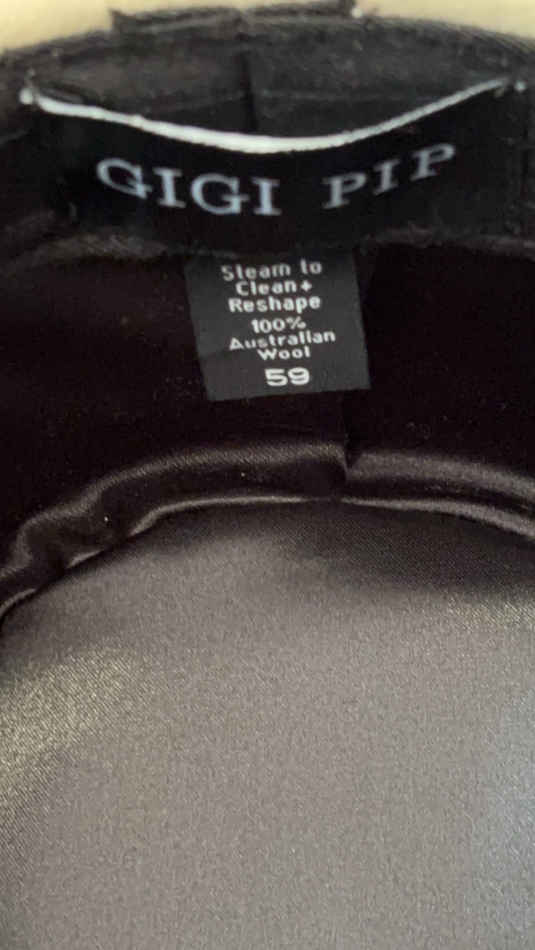 GIGI PIP
Steam to
Clean+
Reshape
100%
Australian
Wool
59